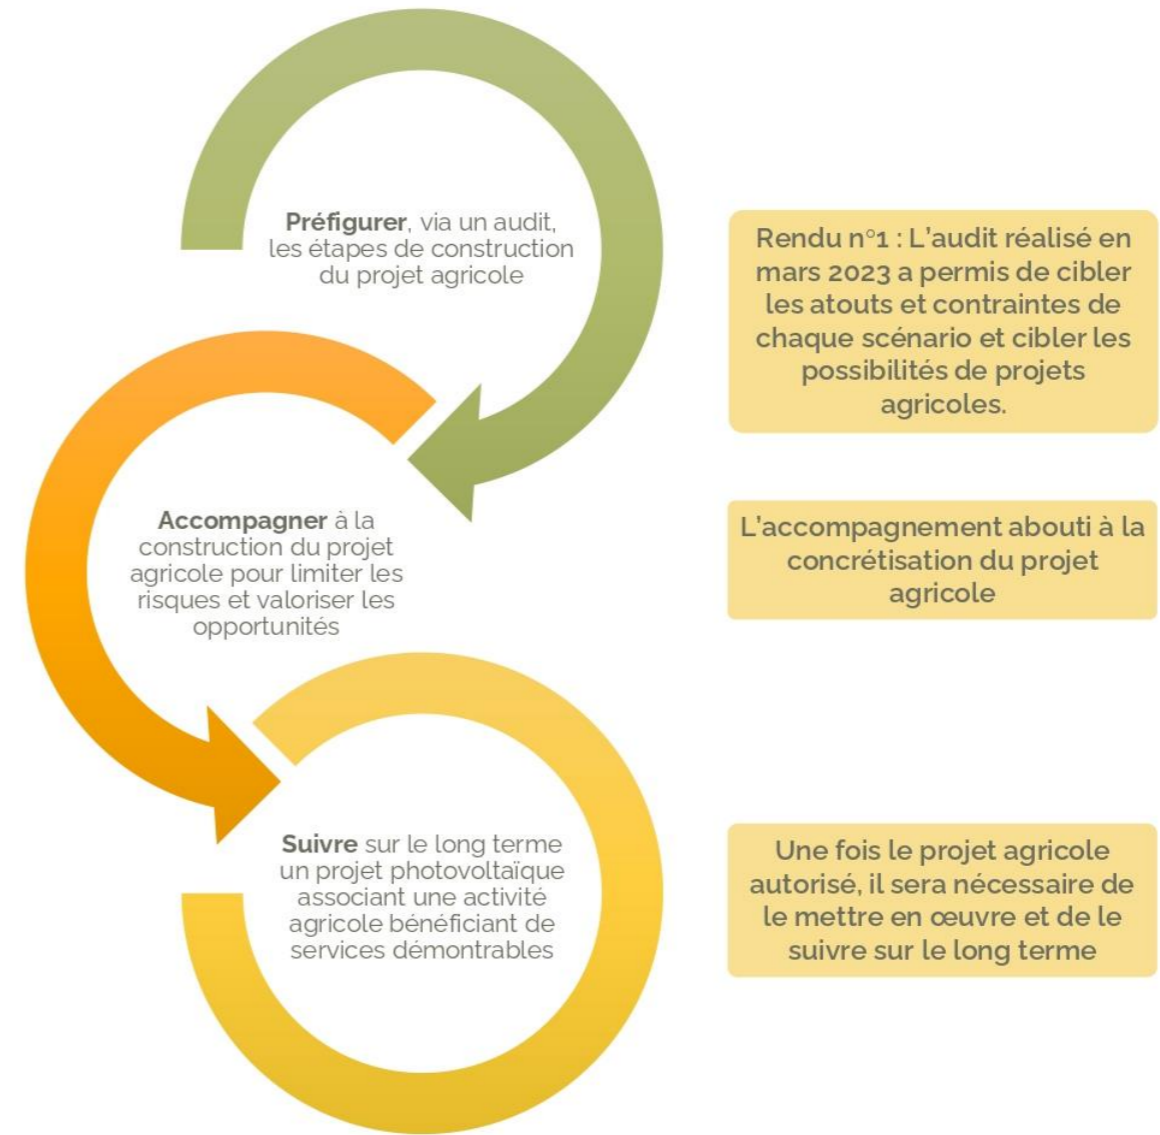 Préfigurer, via un audit,
les étapes de construction
du projet agricole
Rendu n°1 : L'audit réalisé en
mars 2023 a permis de cibler
les atouts et contraintes de
chaque scénario et cibler les
possibilités de projets
agricoles.
Accompagner à la
construction du projet
agricole pour limiter les
risques et valoriser les
opportunités
L'accompagnement abouti à la
concrétisation du projet
agricole
Suivre sur le long terme
un projet photovoltaïque
associant une activité
agricole bénéficiant de
services démontrables
Une fois le projet agricole
autorisé, il sera nécessaire de
le mettre en œuvre et de le
suivre sur le long terme